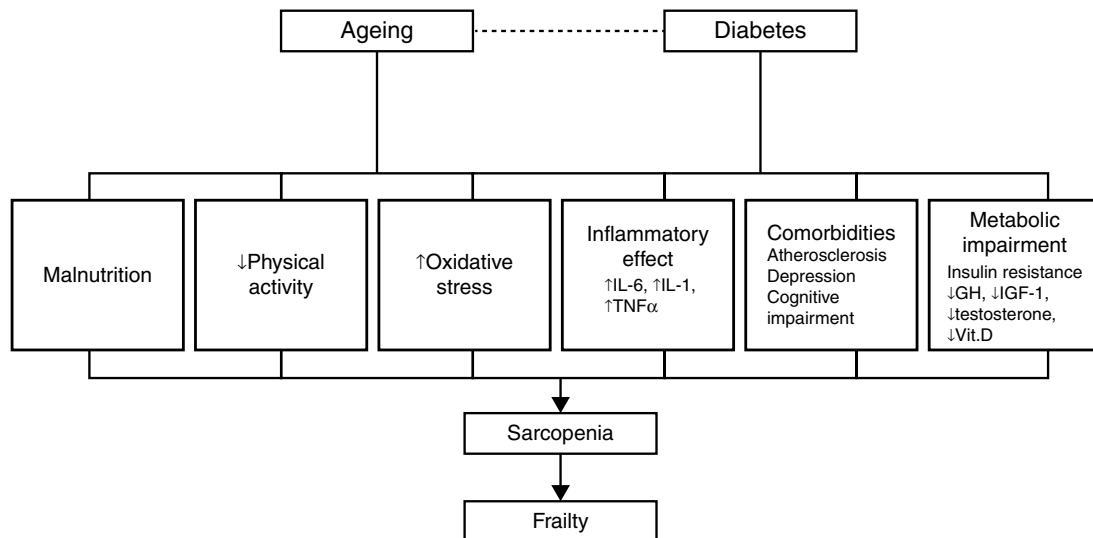 Ageing
Diabetes
Malnutrition
↓Physical
activity
↑Oxidative
stress
Inflammatory
effect
↑IL-6, ↑IL-1,
↑TNFα
Comorbidities
Atherosclerosis
Depression
Cognitive
impairment
Metabolic
impairment
Insulin resistance
↓GH, ↓IGF-1,
↓testosterone,
↓Vit.D
Sarcopenia
Frailty